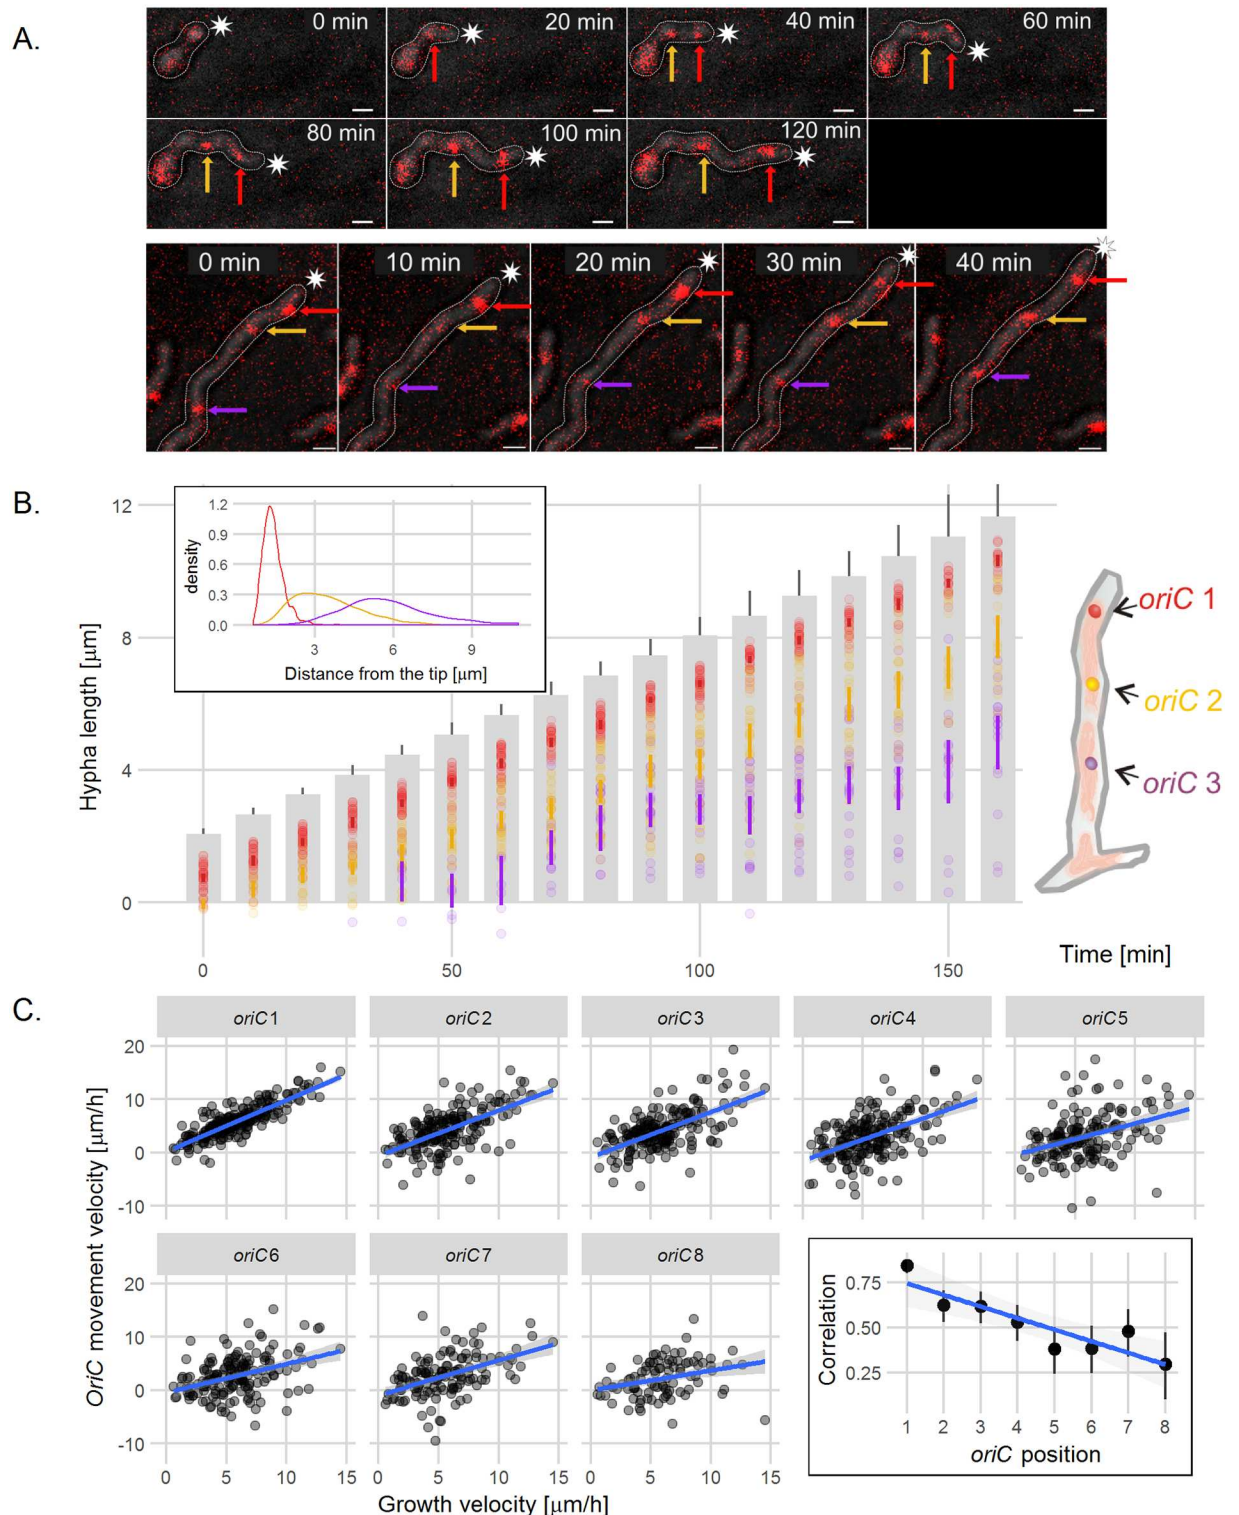 A.
0 min
20 min
40 min
60 min
80 min
100 min
120 min
0 min
10 min
20 min
30 min
40 min
B.
Hypha length [µm]
12
8
4
0
density
1.2
0.9
0.6
0.3
0.0
3
6
9
Distance from the tip [µm]
oriC 1
oriC 2
oriC 3
0
50
100
150
Time [min]
C.
OriC movement velocity [µm/h]
oriC1
oriC2
oriC3
oriC4
oriC5
20
10
0
-10
oriC6
oriC7
oriC8
20
10
0
-10
0 5 10 15
0 5 10 15
0 5 10 15
Growth velocity [µm/h]
Correlation
0.75
0.50
0.25
1 2 3 4 5 6 7 8
oriC position